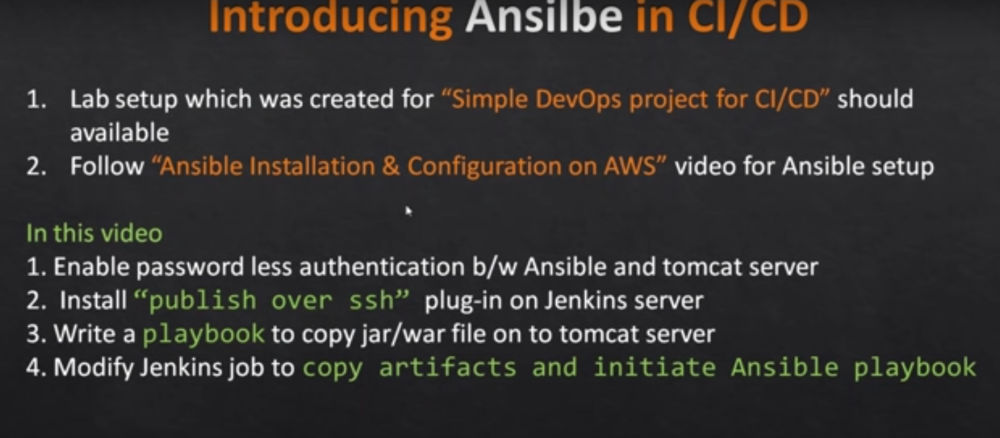 Introducing Ansilbe in CI/CD
1. Lab setup which was created for “Simple DevOps project for CI/CD” should
available
2. Follow “Ansible Installation & Configuration on AWS” video for Ansible setup
In this video
1. Enable password less authentication b/w Ansible and tomcat server
2. Install “publish over ssh” plug-in on Jenkins server
3. Write a playbook to copy jar/war file on to tomcat server
4. Modify Jenkins job to copy artifacts and initiate Ansible playbook